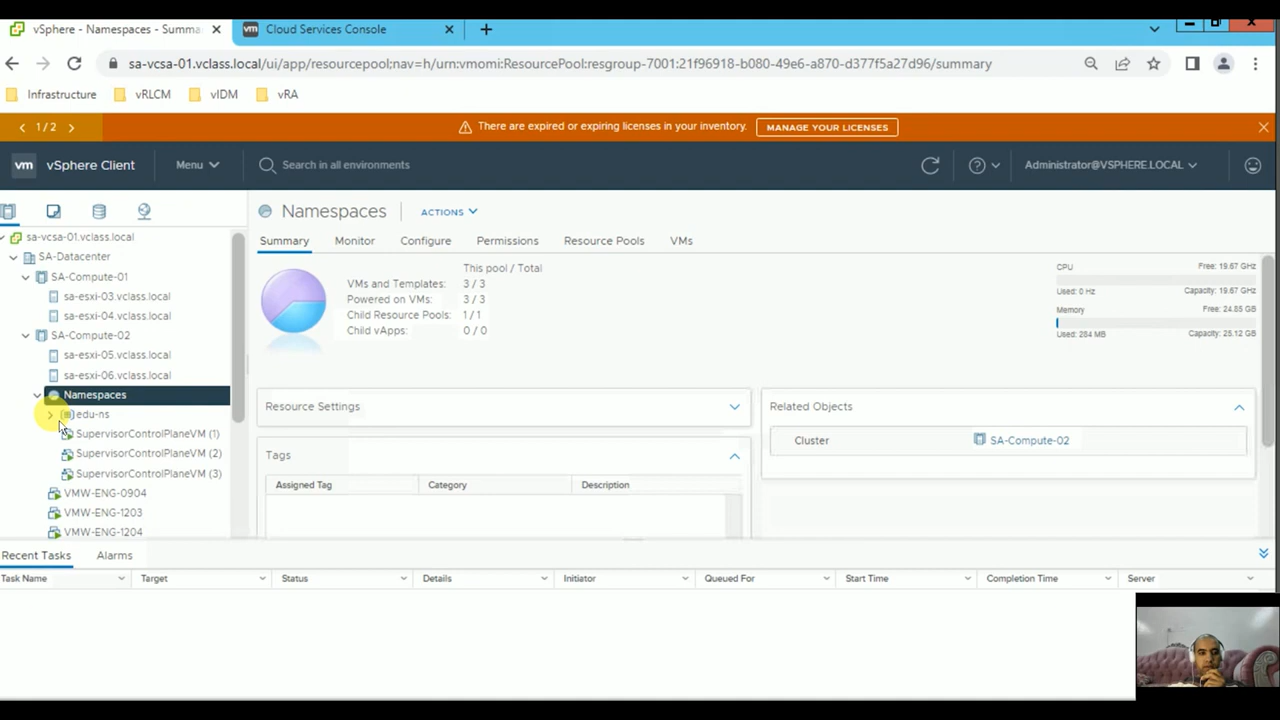 vSphere - Namespaces - Summa
Cloud Services Console
sa-vcsa-01.vclass.local/ui/app/resourcepool;nav=h/urn:vmomi:ResourcePool:resgroup-7001:21f96918-b080-49e6-a870-d377f5a27d96/summary
Infrastructure vRLCM vIDM vRA
1/2
There are expired or expiring licenses in your inventory. MANAGE YOUR LICENSES
vm vSphere Client Menu Search in all environments Administrator@VSPHERE.LOCAL
sa-vcsa-01.vclass.local
SA-Datacenter
SA-Compute-01
sa-esxi-03.vclass.local
sa-esxi-04.vclass.local
SA-Compute-02
sa-esxi-05.vclass.local
sa-esxi-06.vclass.local
Namespaces
edu-ns
SupervisorControlPlaneVM (1)
SupervisorControlPlaneVM (2)
SupervisorControlPlaneVM (3)
VMW-ENG-0904
VMW-ENG-1203
VMW-ENG-1204
Namespaces ACTIONS
Summary Monitor Configure Permissions Resource Pools VMs
This pool / Total
VMs and Templates: 3 / 3
Powered on VMs: 3 / 3
Child Resource Pools: 1 / 1
Child vApps: 0 / 0
CPU Free: 19.67 GHz
Used: 0 Hz Capacity: 19.67 GHz
Memory Free: 24.85 GB
Used: 284 MB Capacity: 25.12 GB
Resource Settings
Tags
Assigned Tag Category Description
Related Objects
Cluster SA-Compute-02
Recent Tasks Alarms
Task Name Target Status Details Initiator Queued For Start Time Completion Time Server